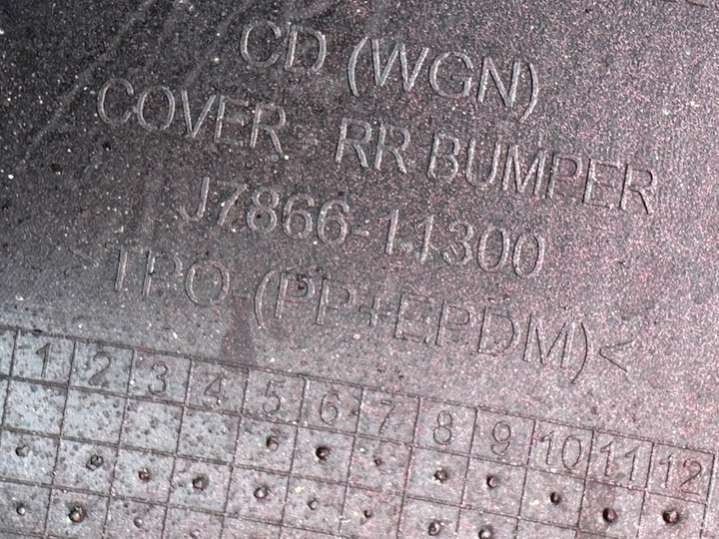 CD (WGN)
COVER- RR BUMPER
J7866-11300
>TPO-(PP+EPDM)<
1 2 3 4 5 6 7 8 9 10 11 12